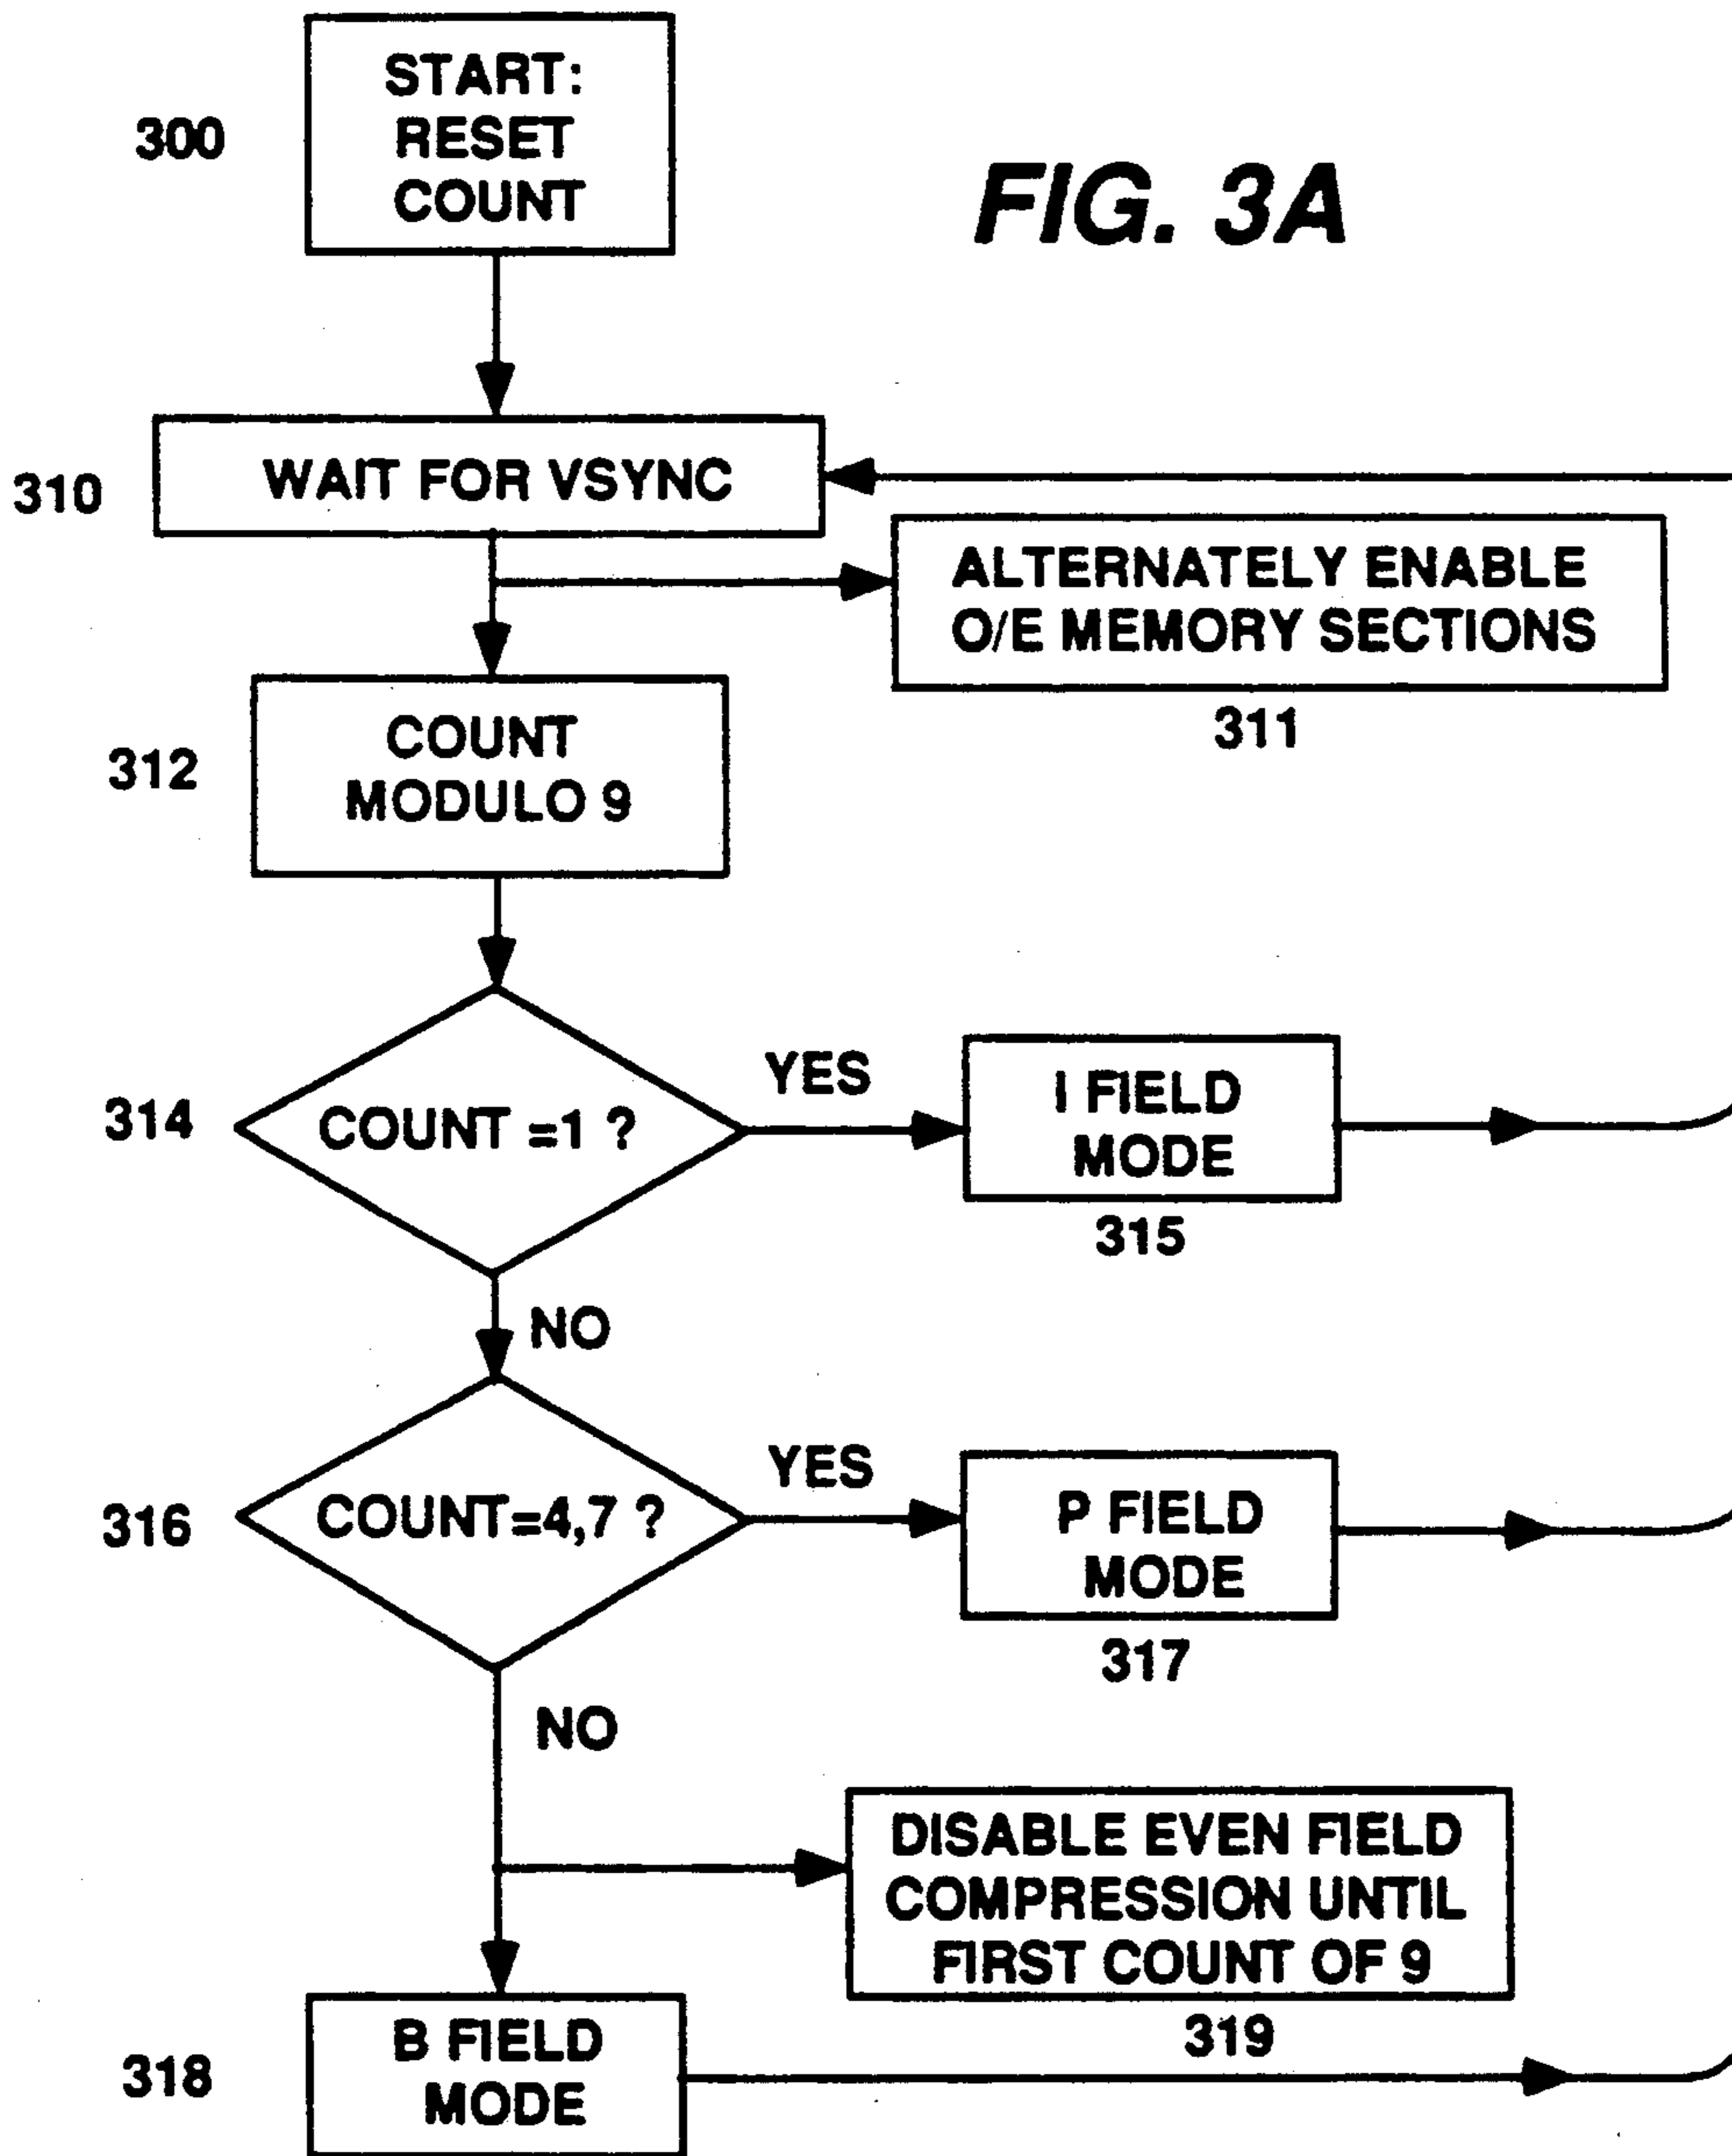 START:
RESET
COUNT
300
FIG. 3A
310
WAIT FOR VSYNC
ALTERNATELY ENABLE
O/E MEMORY SECTIONS
311
312
COUNT
MODULO 9
314
COUNT =1 ?
YES
I FIELD
MODE
315
NO
316
COUNT=4,7 ?
YES
P FIELD
MODE
317
NO
DISABLE EVEN FIELD
COMPRESSION UNTIL
FIRST COUNT OF 9
319
318
B FIELD
MODE